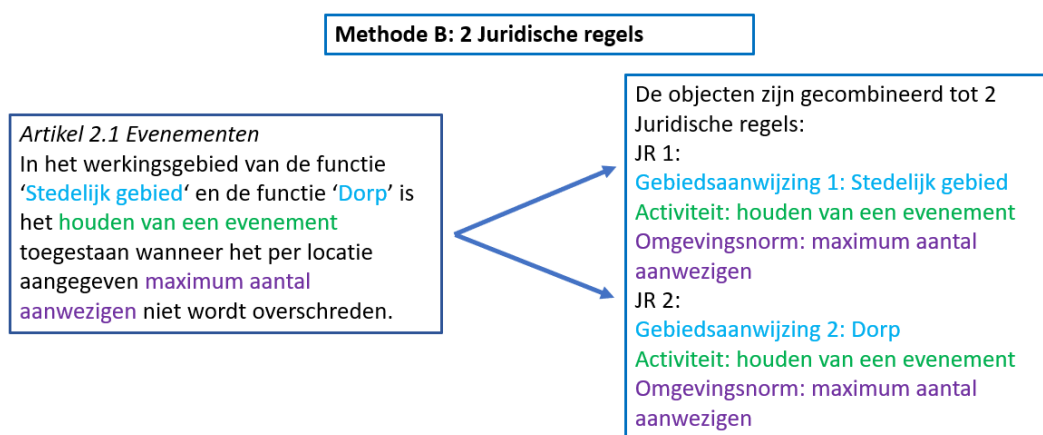 Methode B: 2 Juridische regels
Artikel 2.1 Evenementen
In het werkingsgebied van de functie
‘Stedelijk gebied‘ en de functie ‘Dorp’ is
het houden van een evenement
toegestaan wanneer het per locatie
aangegeven maximum aantal
aanwezigen niet wordt overschreden.
De objecten zijn gecombineerd tot 2
Juridische regels:
JR 1:
Gebiedsaanwijzing 1: Stedelijk gebied
Activiteit: houden van een evenement
Omgevingsnorm: maximum aantal
aanwezigen
JR 2:
Gebiedsaanwijzing 2: Dorp
Activiteit: houden van een evenement
Omgevingsnorm: maximum aantal
aanwezigen